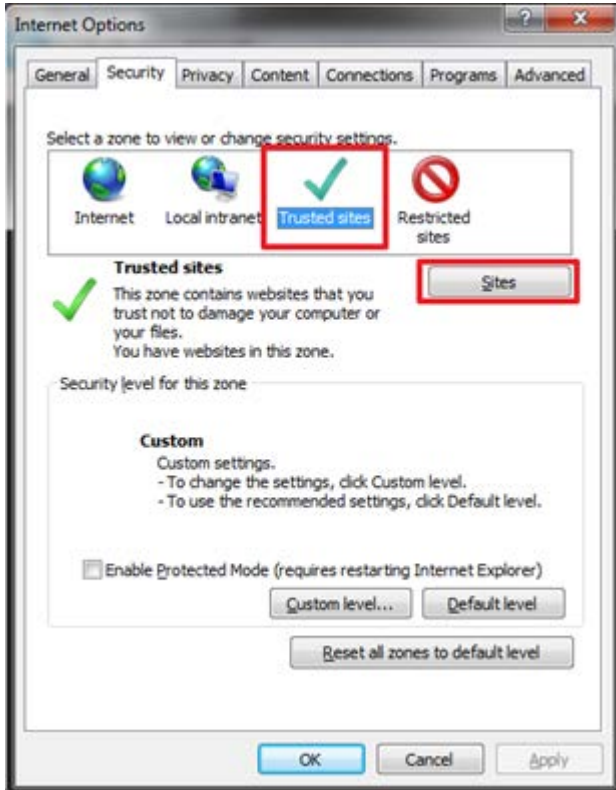 Internet Options
?
General Security Privacy Content Connections Programs Advanced
Select a zone to view or change security settings.
Internet Local intranet Trusted sites Restricted
sites
Trusted sites
Sites
This zone contains websites that you
trust not to damage your computer or
your files.
You have websites in this zone.
Security level for this zone
Custom
Custom settings.
- To change the settings, click Custom level.
- To use the recommended settings, click Default level.
Enable Protected Mode (requires restarting Internet Explorer)
Custom level... Default level
Reset all zones to default level
OK Cancel Apply